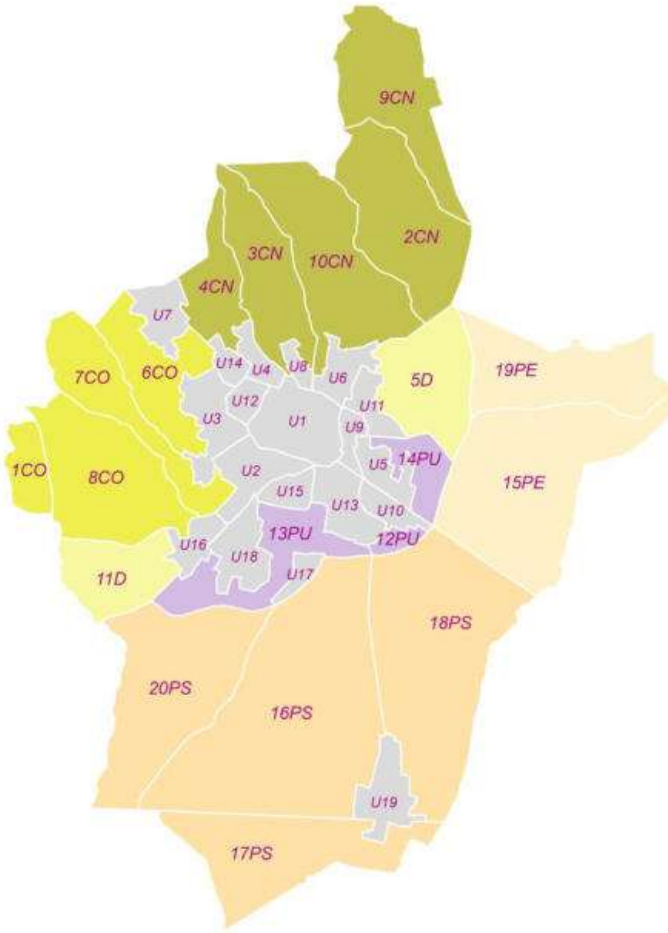 9CN
2CN
3CN
10CN
4CN
U7
U14
U4
U8
U6
6CO
7CO
5D
19PE
U12
U11
U3
U1
U9
1CO
8CO
U2
U5
14PU
15PE
U15
U13
U10
13PU
12PU
U16
U18
U17
11D
18PS
20PS
16PS
U19
17PS